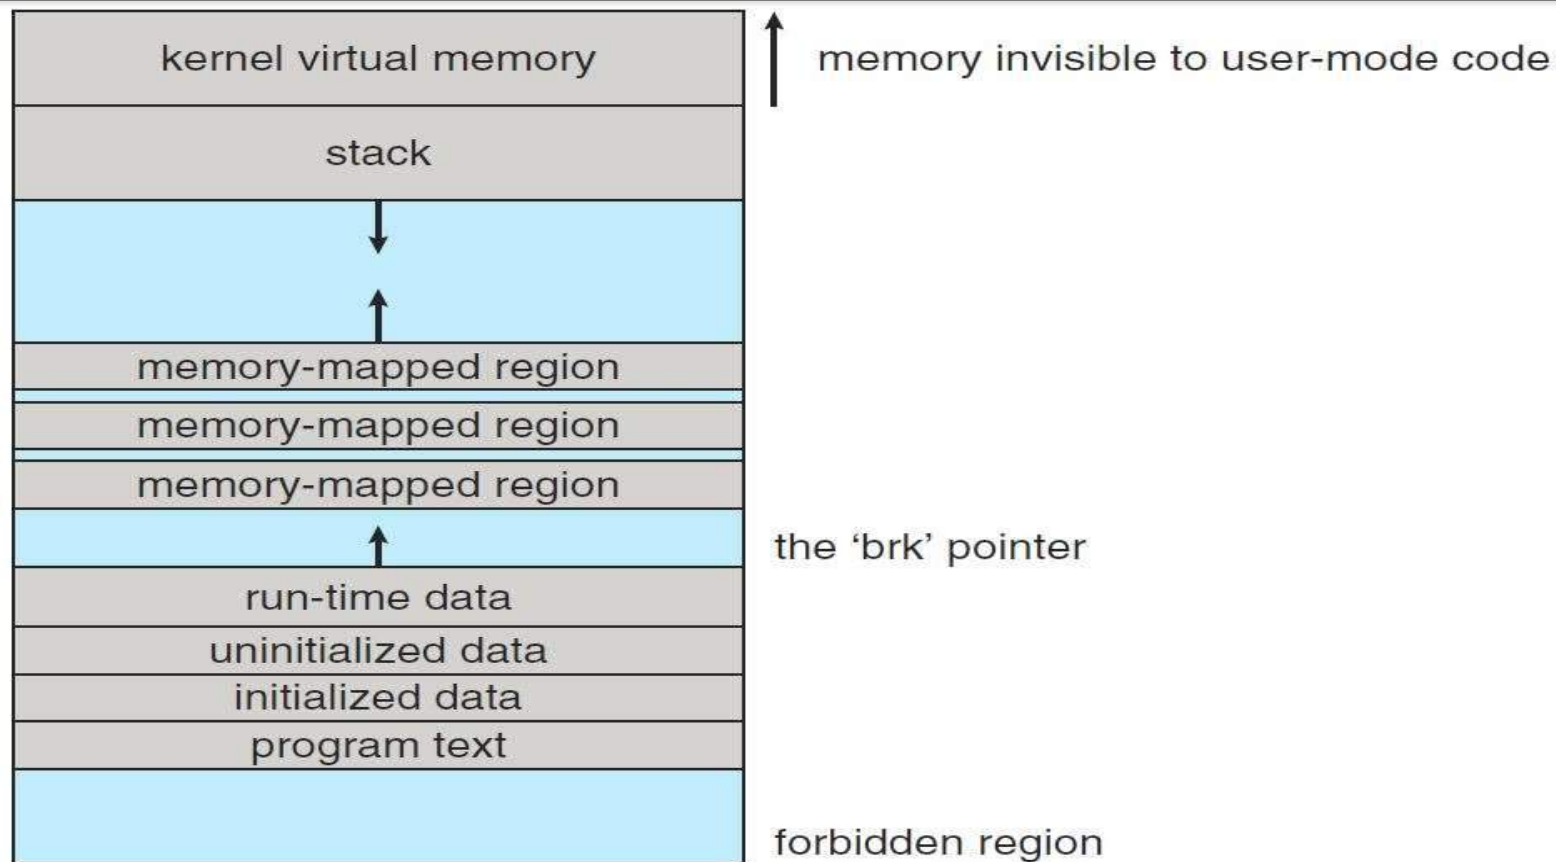 kernel virtual memory
memory invisible to user-mode code
stack
memory-mapped region
memory-mapped region
memory-mapped region
the ‘brk’ pointer
run-time data
uninitialized data
initialized data
program text
forbidden region